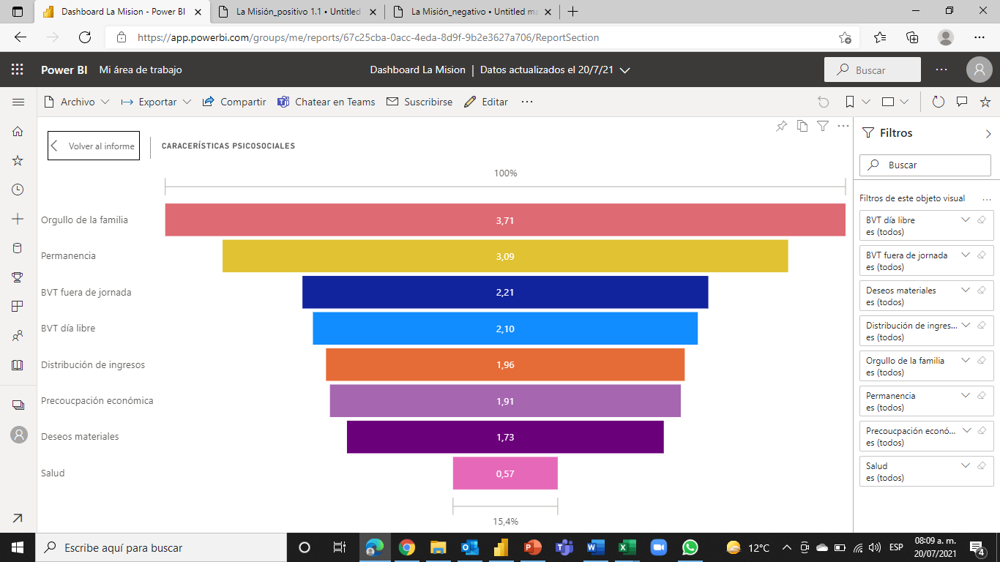 Dashboard La Mision - Power BI
La Misión_positivo 1.1 • Untitled
La Misión_negativo • Untitled ma
https://app.powerbi.com/groups/me/reports/67c25cba-0acc-4eda-8d9f-9b2e3627a706/ReportSection
Power BI Mi área de trabajo
Dashboard La Mision | Datos actualizados el 20/7/21
Buscar
Archivo
Exportar
Compartir
Chatear en Teams
Suscribirse
Editar
Volver al informe
CARACERÍSTICAS PSICOSOCIALES
100%
Orgullo de la familia 3,71
Permanencia 3,09
BVT fuera de jornada 2,21
BVT día libre 2,10
Distribución de ingresos 1,96
Precoucpación económica 1,91
Deseos materiales 1,73
Salud 0,57
15,4%
Filtros
Buscar
Filtros de este objeto visual
BVT día libre
es (todos)
BVT fuera de jornada
es (todos)
Deseos materiales
es (todos)
Distribución de ingres...
es (todos)
Orgullo de la familia
es (todos)
Permanencia
es (todos)
Precoucpación econó...
es (todos)
Salud
es (todos)
Escribe aquí para buscar
12°C
ESP
08:09 a. m.
20/07/2021
4